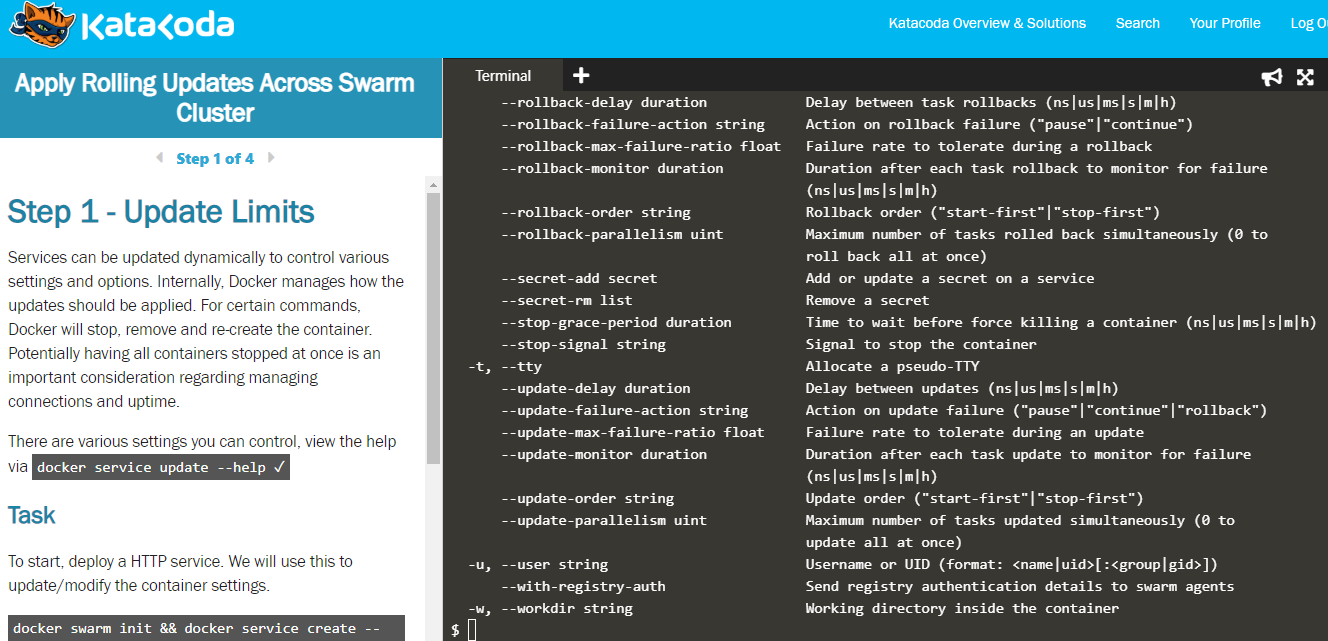 Katacoda
Katacoda Overview & Solutions Search Your Profile Log O
Apply Rolling Updates Across Swarm
Cluster
Step 1 of 4
Step 1 - Update Limits
Services can be updated dynamically to control various
settings and options. Internally, Docker manages how the
updates should be applied. For certain commands,
Docker will stop, remove and re-create the container.
Potentially having all containers stopped at once is an
important consideration regarding managing
connections and uptime.
There are various settings you can control, view the help
via docker service update --help ✓
Task
To start, deploy a HTTP service. We will use this to
update/modify the container settings.
docker swarm init && docker service create --
Terminal +
--rollback-delay duration Delay between task rollbacks (ns|us|ms|s|m|h)
--rollback-failure-action string Action on rollback failure ("pause"|"continue")
--rollback-max-failure-ratio float Failure rate to tolerate during a rollback
--rollback-monitor duration Duration after each task rollback to monitor for failure
(ns|us|ms|s|m|h)
--rollback-order string Rollback order ("start-first"|"stop-first")
--rollback-parallelism uint Maximum number of tasks rolled back simultaneously (0 to
roll back all at once)
--secret-add secret Add or update a secret on a service
--secret-rm list Remove a secret
--stop-grace-period duration Time to wait before force killing a container (ns|us|ms|s|m|h)
--stop-signal string Signal to stop the container
-t, --tty Allocate a pseudo-TTY
--update-delay duration Delay between updates (ns|us|ms|s|m|h)
--update-failure-action string Action on update failure ("pause"|"continue"|"rollback")
--update-max-failure-ratio float Failure rate to tolerate during an update
--update-monitor duration Duration after each task update to monitor for failure
(ns|us|ms|s|m|h)
--update-order string Update order ("start-first"|"stop-first")
--update-parallelism uint Maximum number of tasks updated simultaneously (0 to
update all at once)
-u, --user string Username or UID (format: <name|uid>[:<group|gid>])
--with-registry-auth Send registry authentication details to swarm agents
-w, --workdir string Working directory inside the container
$